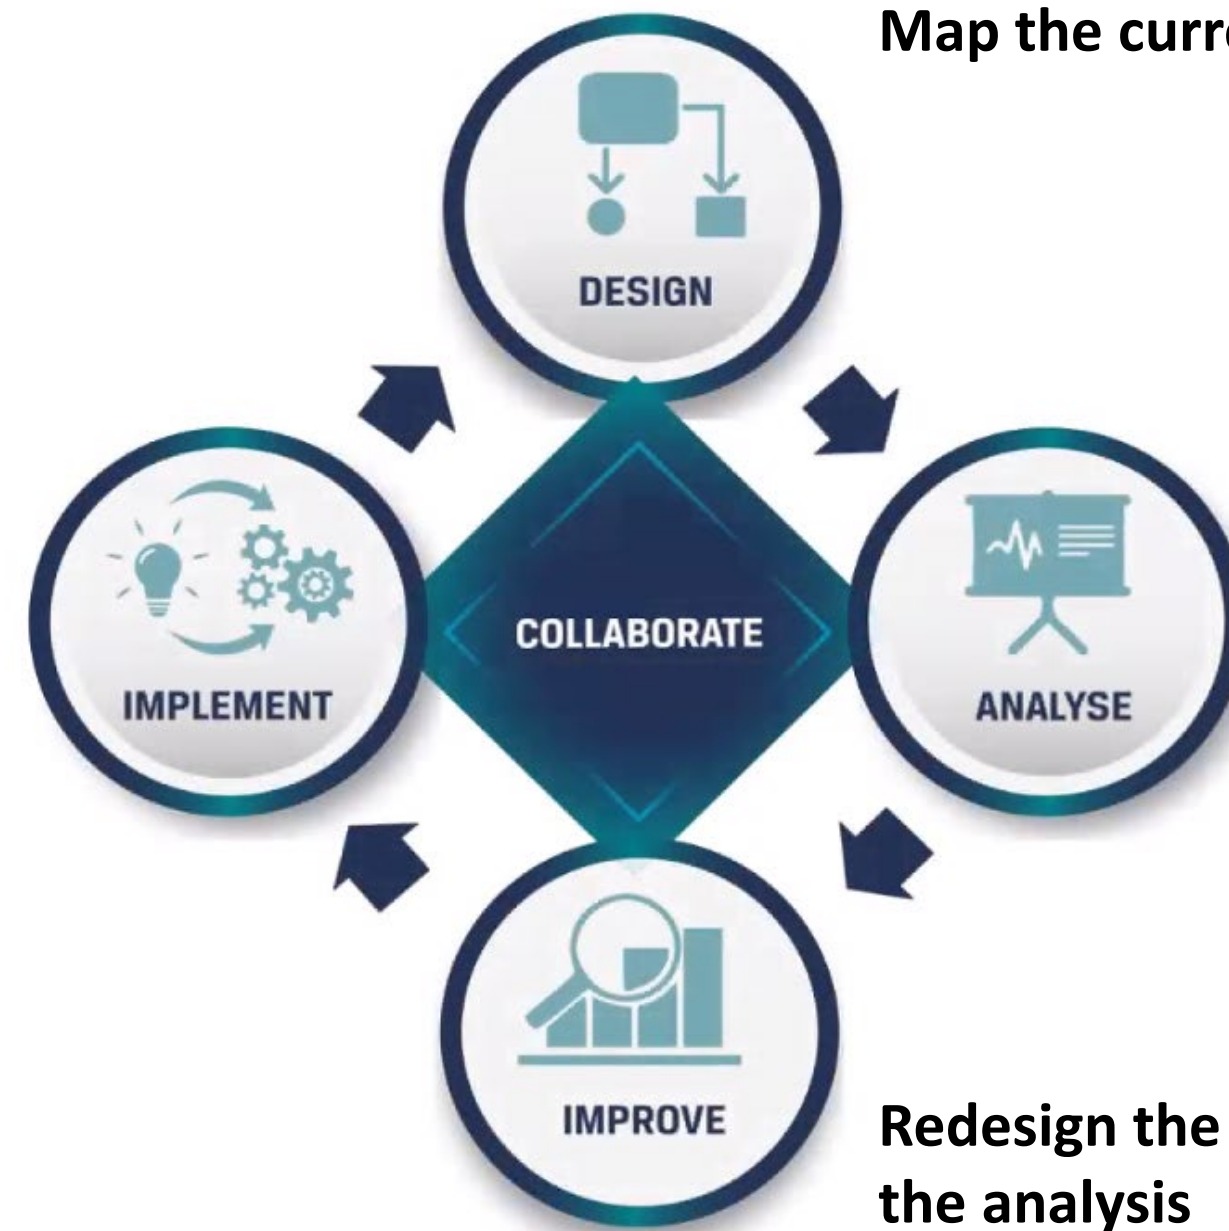 Map the curr
DESIGN
COLLABORATE
IMPLEMENT
ANALYSE
IMPROVE
Redesign the
the analysis